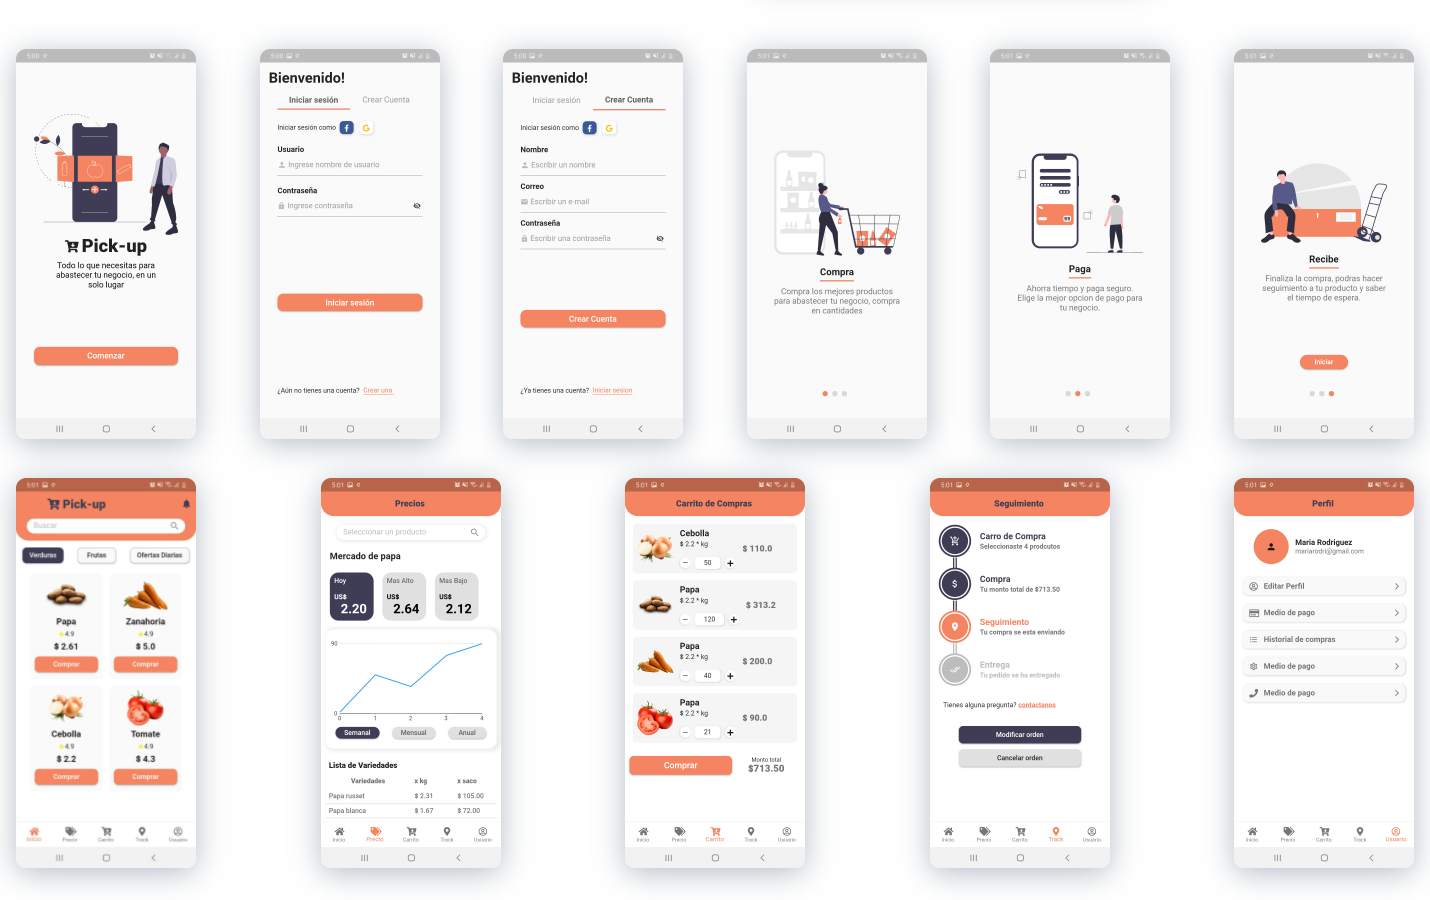 5:00
Pick-up
Todo lo que necesitas para
abastecer tu negocio, en un
solo lugar
Comenzar
5:00
Bienvenido!
Iniciar sesión
Crear Cuenta
Iniciar sesión como
Usuario
Ingrese nombre de usuario
Contraseña
Ingrese contraseña
Iniciar sesión
¿Aún no tienes una cuenta? Crear una
5:00
Bienvenido!
Iniciar sesión
Crear Cuenta
Iniciar sesión como
Nombre
Escribir un nombre
Correo
Escribir un e-mail
Contraseña
Escribir una contraseña
Crear Cuenta
¿Ya tienes una cuenta? Iniciar sesion
5:01
Compra
Compra los mejores productos
para abastecer tu negocio, compra
en cantidades
5:01
Paga
Ahorra tiempo y paga seguro.
Elige la mejor opcion de pago para
tu negocio.
5:01
Recibe
Finaliza la compra, podras hacer
seguimiento a tu producto y saber
el tiempo de espera.
Iniciar
5:01
Pick-up
Buscar
Verduras
Frutas
Ofertas Diarias
Papa
4.9
$ 2.61
Comprar
Zanahoria
4.9
$ 5.0
Comprar
Cebolla
4.9
$ 2.2
Comprar
Tomate
4.9
$ 4.3
Comprar
Inicio
Precio
Carrito
Track
Usuario
5:01
Precios
Seleccionar un producto
Mercado de papa
Hoy
US$
2.20
Mas Alto
US$
2.64
Mas Bajo
US$
2.12
90
0
0 1 2 3 4
Semanal
Mensual
Anual
Lista de Variedades
Variedades x kg x saco
Papa russet $ 2.31 $ 105.00
Papa blanca $ 1.67 $ 72.00
Inicio
Precio
Carrito
Track
Usuario
5:01
Carrito de Compras
Cebolla
$ 2.2 * kg
$ 110.0
− 50 +
Papa
$ 2.2 * kg
$ 313.2
− 120 +
Papa
$ 2.2 * kg
$ 200.0
− 40 +
Papa
$ 2.2 * kg
$ 90.0
− 21 +
Comprar
Monto total
$713.50
Inicio
Precio
Carrito
Track
Usuario
5:01
Seguimiento
Carro de Compra
Seleccionaste 4 prodcutos
Compra
Tu monto total de $713.50
Seguimiento
Tu compra se esta enviando
Entrega
Tu pedido se ha entregado
Tienes alguna pregunta? contactanos
Modificar orden
Cancelar orden
Inicio
Precio
Carrito
Track
Usuario
5:01
Perfil
Maria Rodriguez
mariarodri@gmail.com
Editar Perfil
Medio de pago
Historial de compras
Medio de pago
Medio de pago
Inicio
Precio
Carrito
Track
Usuario